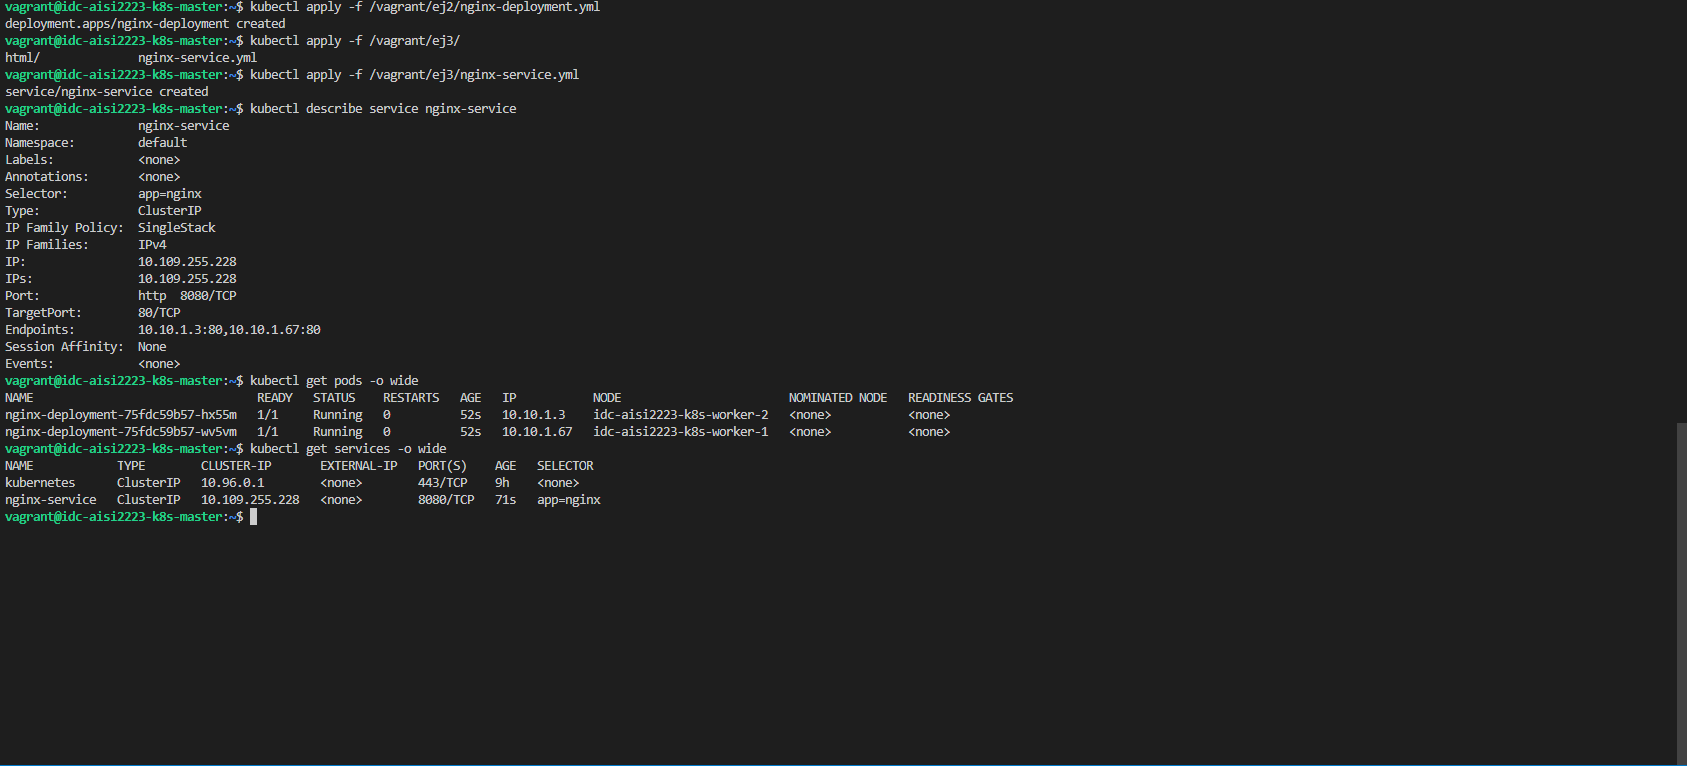 vagrant@idc-aisi2223-k8s-master:~$ kubectl apply -f /vagrant/ej2/nginx-deployment.yml
deployment.apps/nginx-deployment created
vagrant@idc-aisi2223-k8s-master:~$ kubectl apply -f /vagrant/ej3/
html/              nginx-service.yml
vagrant@idc-aisi2223-k8s-master:~$ kubectl apply -f /vagrant/ej3/nginx-service.yml
service/nginx-service created
vagrant@idc-aisi2223-k8s-master:~$ kubectl describe service nginx-service
Name:              nginx-service
Namespace:         default
Labels:            <none>
Annotations:       <none>
Selector:          app=nginx
Type:              ClusterIP
IP Family Policy:  SingleStack
IP Families:       IPv4
IP:                10.109.255.228
IPs:               10.109.255.228
Port:              http  8080/TCP
TargetPort:        80/TCP
Endpoints:         10.10.1.3:80,10.10.1.67:80
Session Affinity:  None
Events:            <none>
vagrant@idc-aisi2223-k8s-master:~$ kubectl get pods -o wide
NAME                                READY   STATUS    RESTARTS   AGE   IP           NODE                        NOMINATED NODE   READINESS GATES
nginx-deployment-75fdc59b57-hx55m   1/1     Running   0          52s   10.10.1.3    idc-aisi2223-k8s-worker-2   <none>           <none>
nginx-deployment-75fdc59b57-wv5vm   1/1     Running   0          52s   10.10.1.67   idc-aisi2223-k8s-worker-1   <none>           <none>
vagrant@idc-aisi2223-k8s-master:~$ kubectl get services -o wide
NAME            TYPE        CLUSTER-IP       EXTERNAL-IP   PORT(S)    AGE   SELECTOR
kubernetes      ClusterIP   10.96.0.1        <none>        443/TCP    9h    <none>
nginx-service   ClusterIP   10.109.255.228   <none>        8080/TCP   71s   app=nginx
vagrant@idc-aisi2223-k8s-master:~$